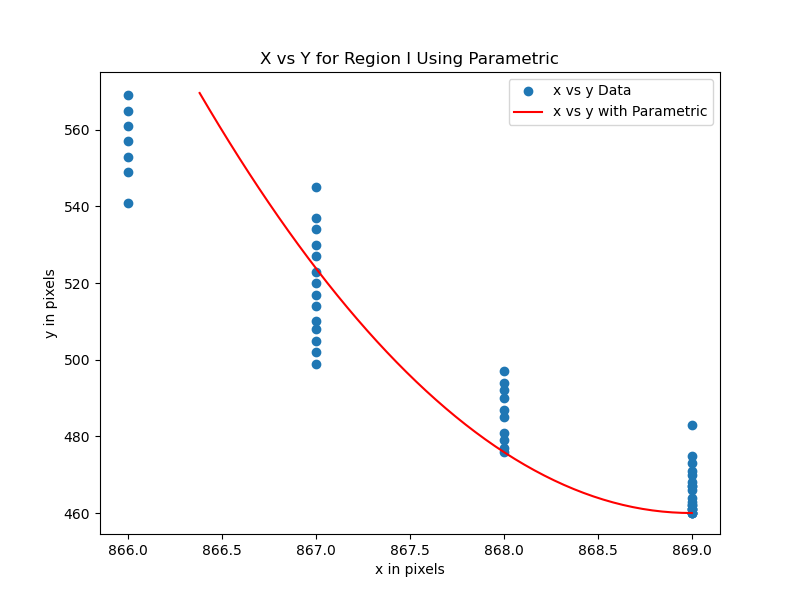 X vs Y for Region I Using Parametric
x vs y Data
x vs y with Parametric
y in pixels
560
540
520
500
480
460
866.0 866.5 867.0 867.5 868.0 868.5 869.0
x in pixels